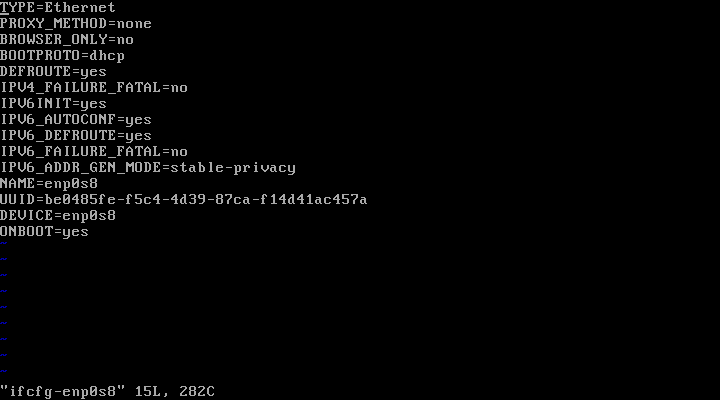 TYPE=Ethernet
PROXY_METHOD=none
BROWSER_ONLY=no
BOOTPROTO=dhcp
DEFROUTE=yes
IPV4_FAILURE_FATAL=no
IPV6INIT=yes
IPV6_AUTOCONF=yes
IPV6_DEFROUTE=yes
IPV6_FAILURE_FATAL=no
IPV6_ADDR_GEN_MODE=stable-privacy
NAME=enp0s8
UUID=be0485fe-f5c4-4d39-87ca-f14d41ac457a
DEVICE=enp0s8
ONBOOT=yes
~
~
~
~
~
~
~
~
~
"ifcfg-enp0s8" 15L, 282C